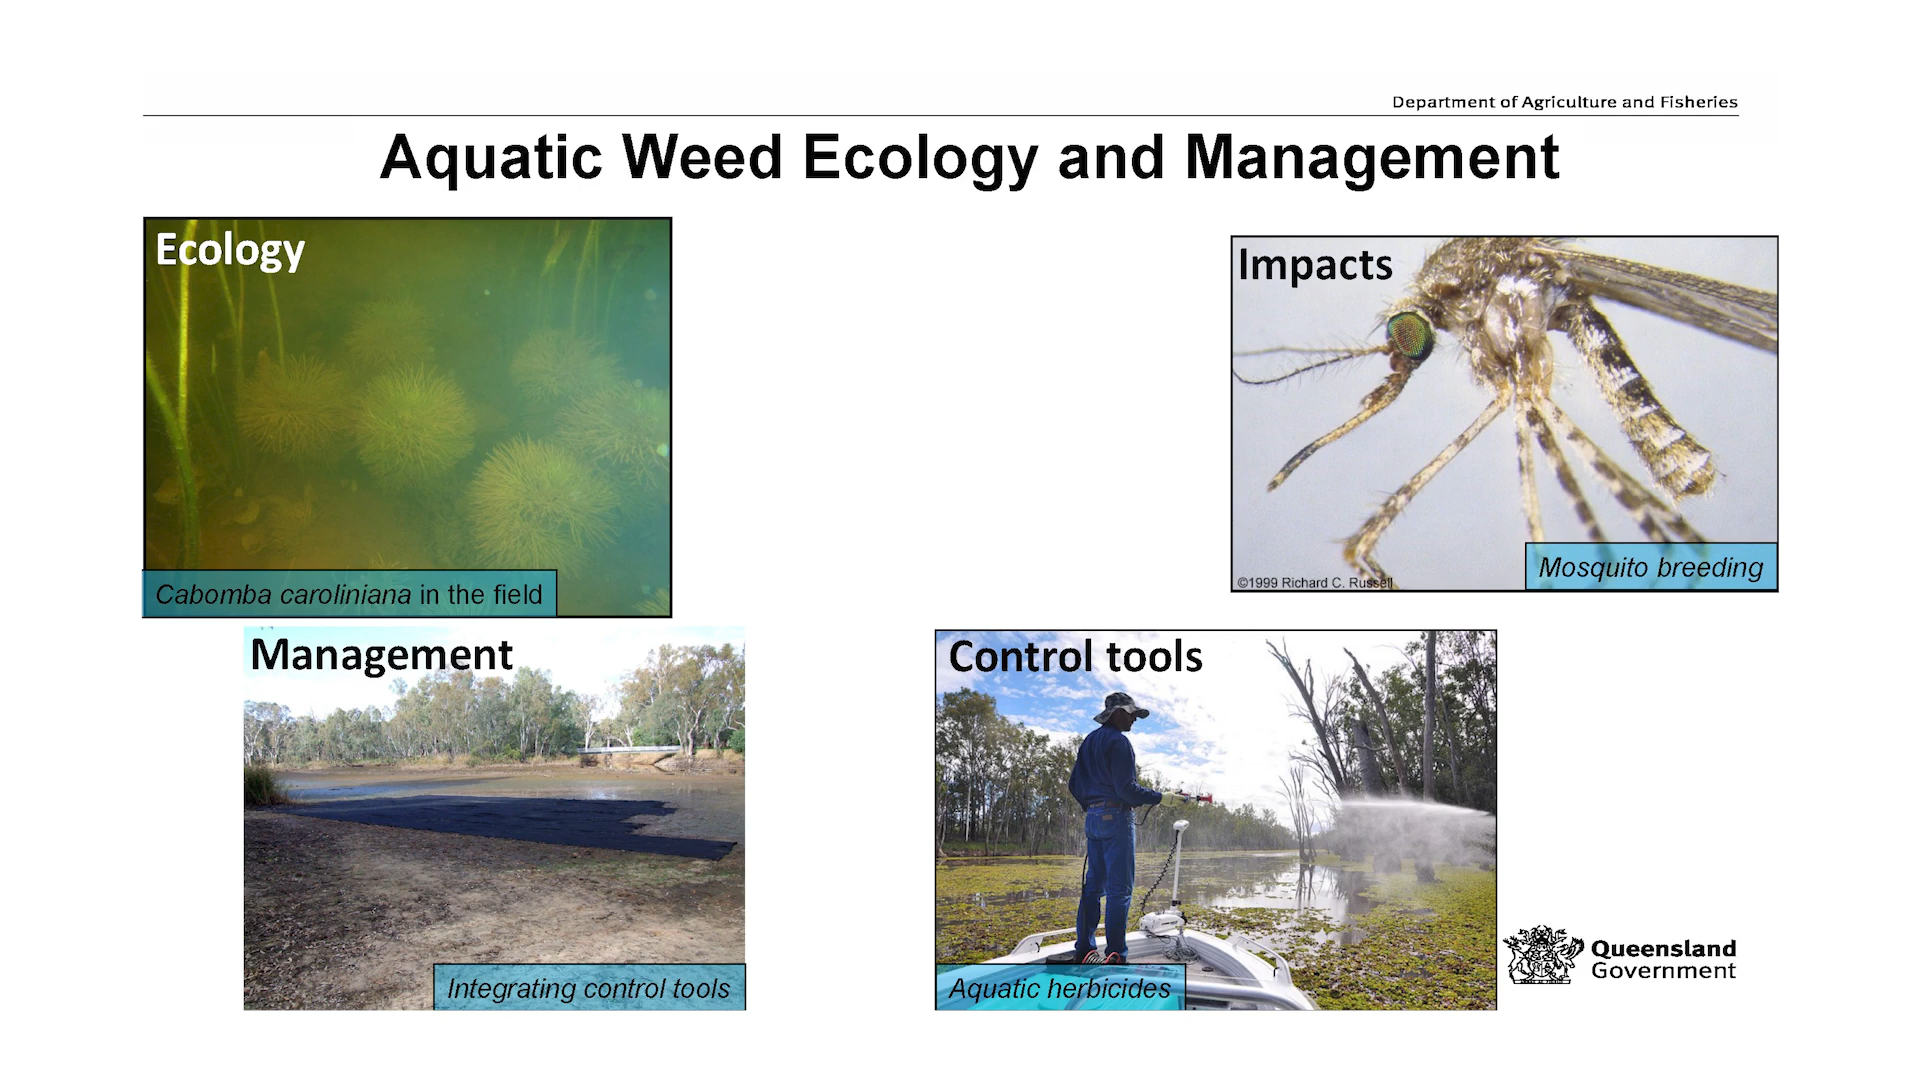 Department of Agriculture and Fisheries
Aquatic Weed Ecology and Management
Ecology
Cabomba caroliniana in the field
Impacts
©1999 Richard C. Russell
Mosquito breeding
Management
Integrating control tools
Control tools
Aquatic herbicides
Queensland
Government